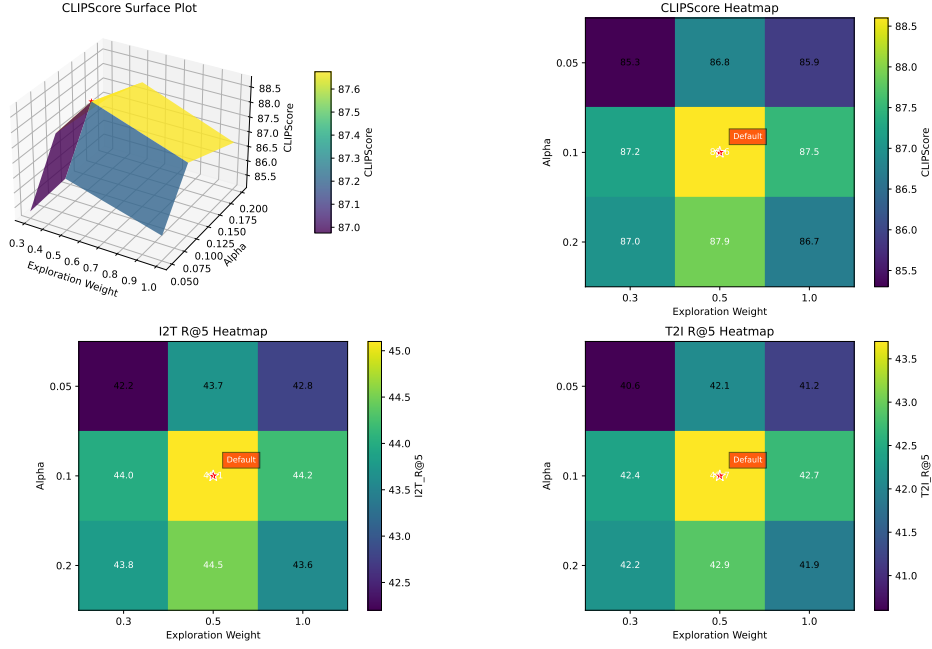 CLIPScore Surface Plot
88.5
88.0
87.5
87.0
86.5
86.0
85.5
CLIPScore
0.200
0.175
0.150
0.125
0.100
0.075
0.050
Alpha
0.3 0.4 0.5 0.6 0.7 0.8 0.9 1.0
Exploration Weight
87.6
87.5
87.4
87.3
87.2
87.1
87.0
CLIPScore
CLIPScore Heatmap
0.05 85.3 86.8 85.9
Default
0.1 87.2 87.5
0.2 87.0 87.9 86.7
Alpha
0.3 0.5 1.0
Exploration Weight
88.5
88.0
87.5
87.0
86.5
86.0
85.5
CLIPScore
I2T R@5 Heatmap
0.05 42.2 43.7 42.8
Default
0.1 44.0 44.2
0.2 43.8 44.5 43.6
Alpha
0.3 0.5 1.0
Exploration Weight
45.0
44.5
44.0
43.5
43.0
42.5
I2T_R@5
T2I R@5 Heatmap
0.05 40.6 42.1 41.2
Default
0.1 42.4 42.7
0.2 42.2 42.9 41.9
Alpha
0.3 0.5 1.0
Exploration Weight
43.5
43.0
42.5
42.0
41.5
41.0
T2I_R@5